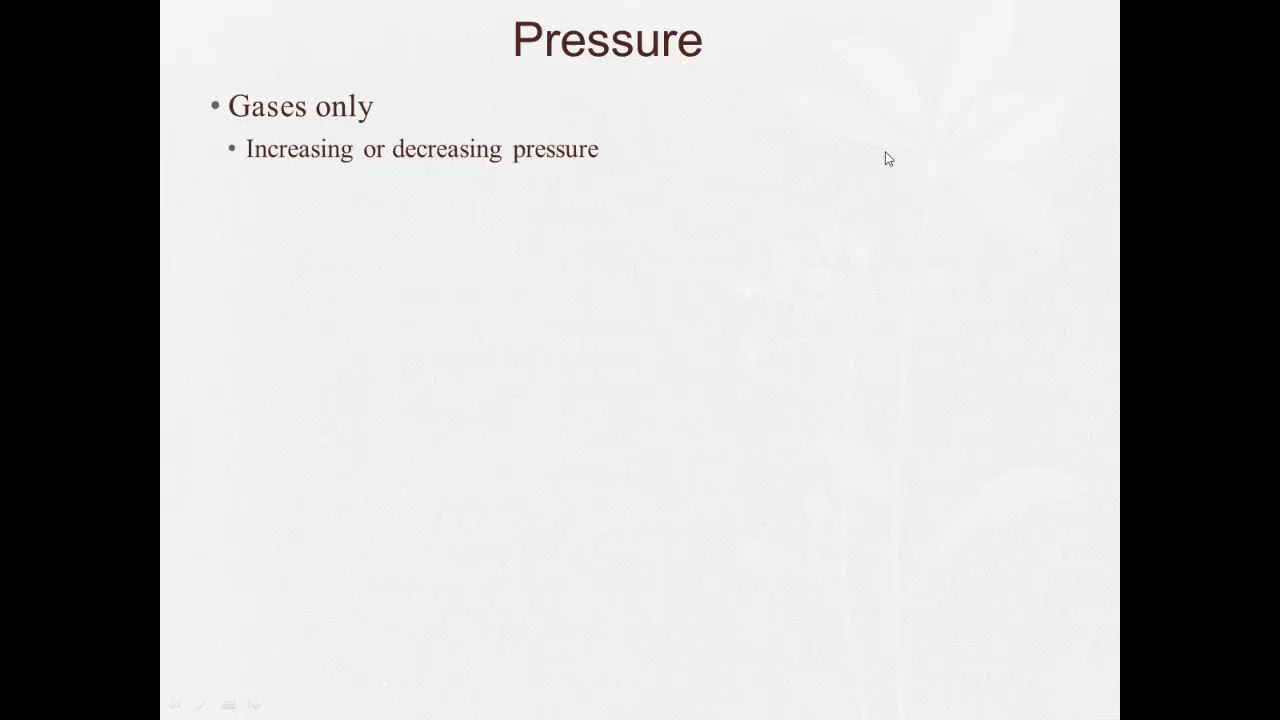 Pressure
• Gases only
• Increasing or decreasing pressure